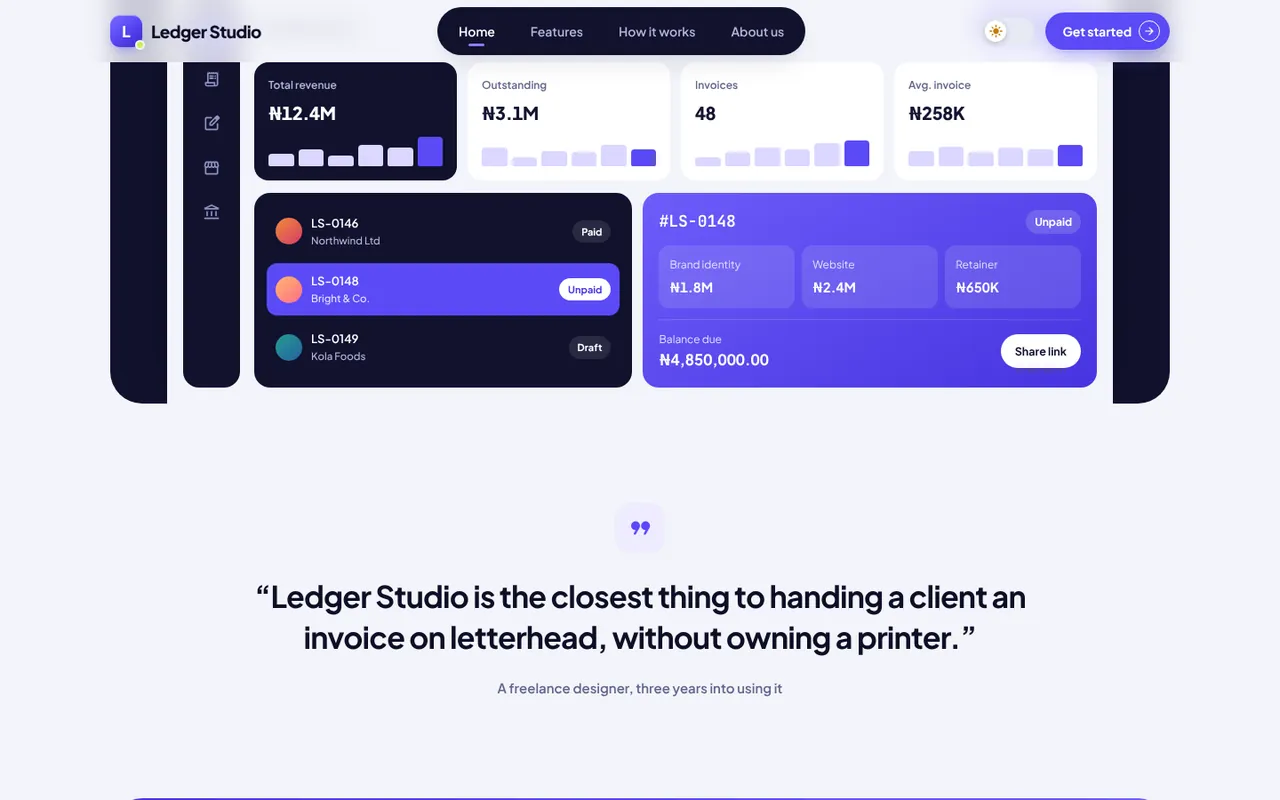 L Ledger Studio
Home Features How it works About us
Get started
Total revenue
₦12.4M
Outstanding
₦3.1M
Invoices
48
Avg. invoice
₦258K
LS-0146
Northwind Ltd
Paid
LS-0148
Bright & Co.
Unpaid
LS-0149
Kola Foods
Draft
#LS-0148
Unpaid
Brand identity
₦1.8M
Website
₦2.4M
Retainer
₦650K
Balance due
₦4,850,000.00
Share link
“Ledger Studio is the closest thing to handing a client an
invoice on letterhead, without owning a printer.”
A freelance designer, three years into using it